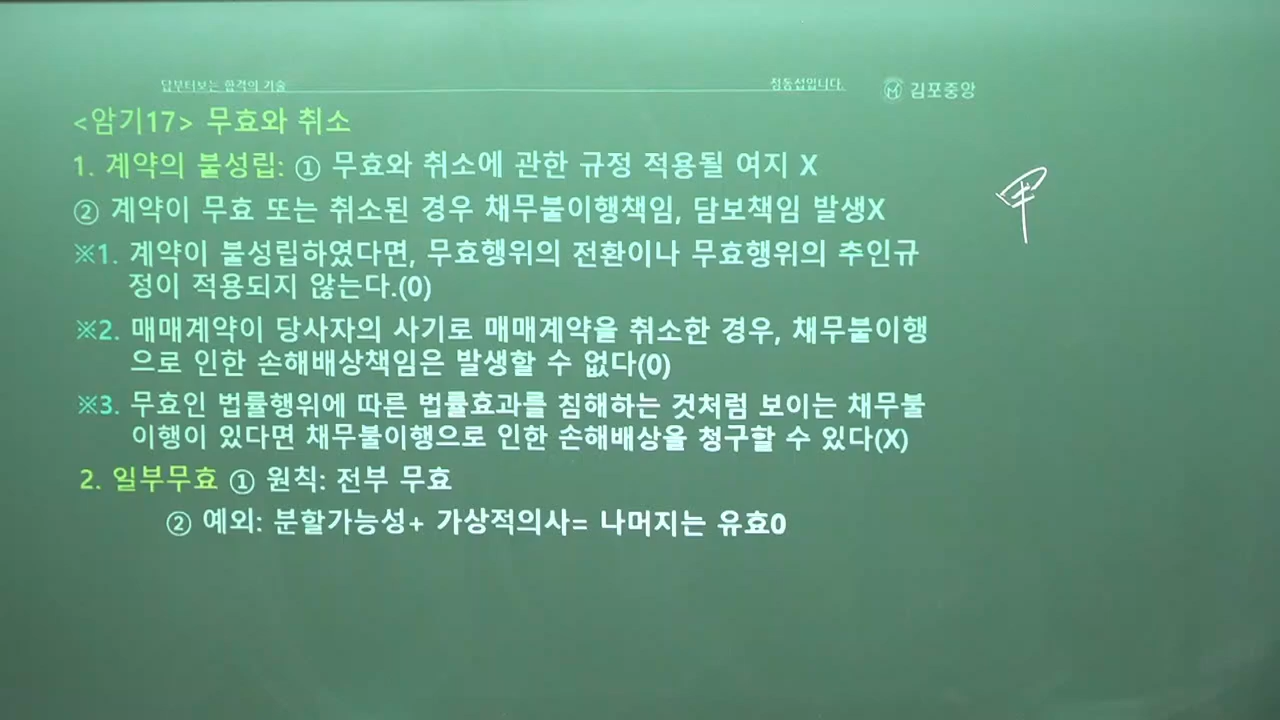 답부터보는 합격의 기술
정동섭입니다.
김포중앙
<암기17> 무효와 취소
1. 계약의 불성립: ① 무효와 취소에 관한 규정 적용될 여지 X
② 계약이 무효 또는 취소된 경우 채무불이행책임, 담보책임 발생X
※1. 계약이 불성립하였다면, 무효행위의 전환이나 무효행위의 추인규
정이 적용되지 않는다.(0)
※2. 매매계약이 당사자의 사기로 매매계약을 취소한 경우, 채무불이행
으로 인한 손해배상책임은 발생할 수 없다(0)
※3. 무효인 법률행위에 따른 법률효과를 침해하는 것처럼 보이는 채무불
이행이 있다면 채무불이행으로 인한 손해배상을 청구할 수 있다(X)
2. 일부무효 ① 원칙: 전부 무효
② 예외: 분할가능성+ 가상적의사= 나머지는 유효0
甲